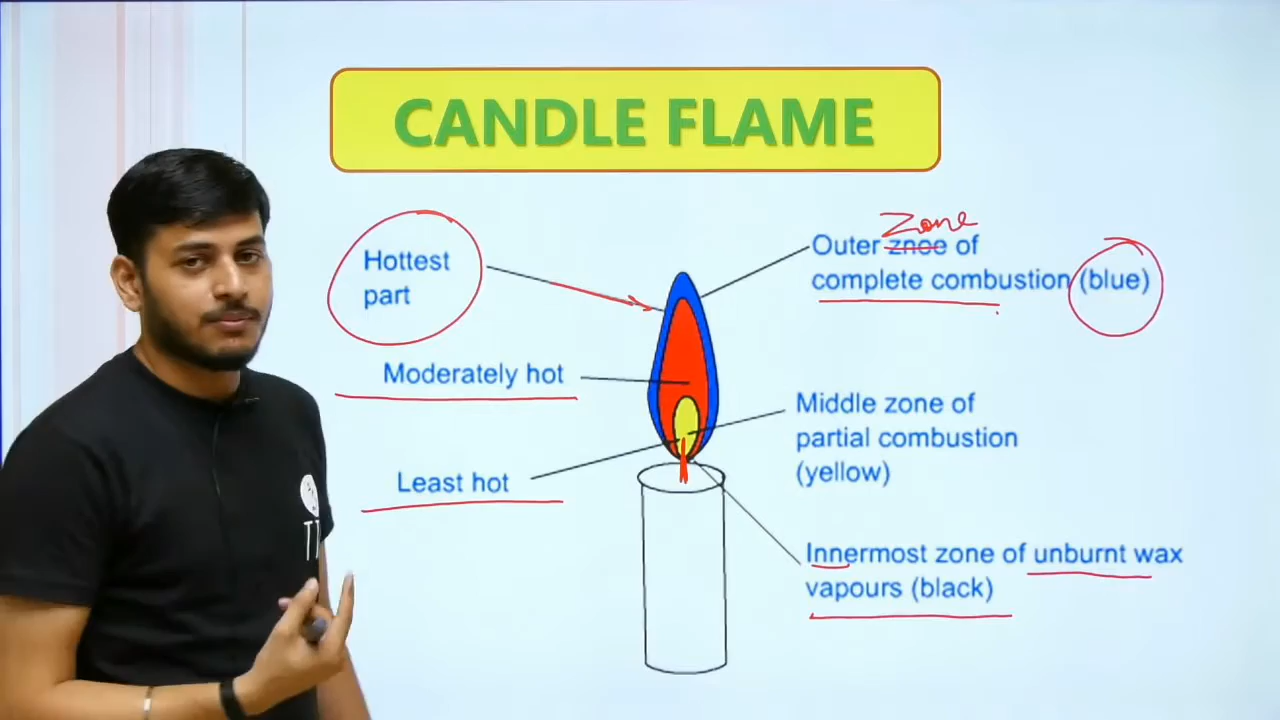 CANDLE FLAME
Hottest
part
Zone
Outer znoe of
complete combustion (blue)
Moderately hot
Middle zone of
partial combustion
(yellow)
Least hot
Innermost zone of unburnt wax
vapours (black)